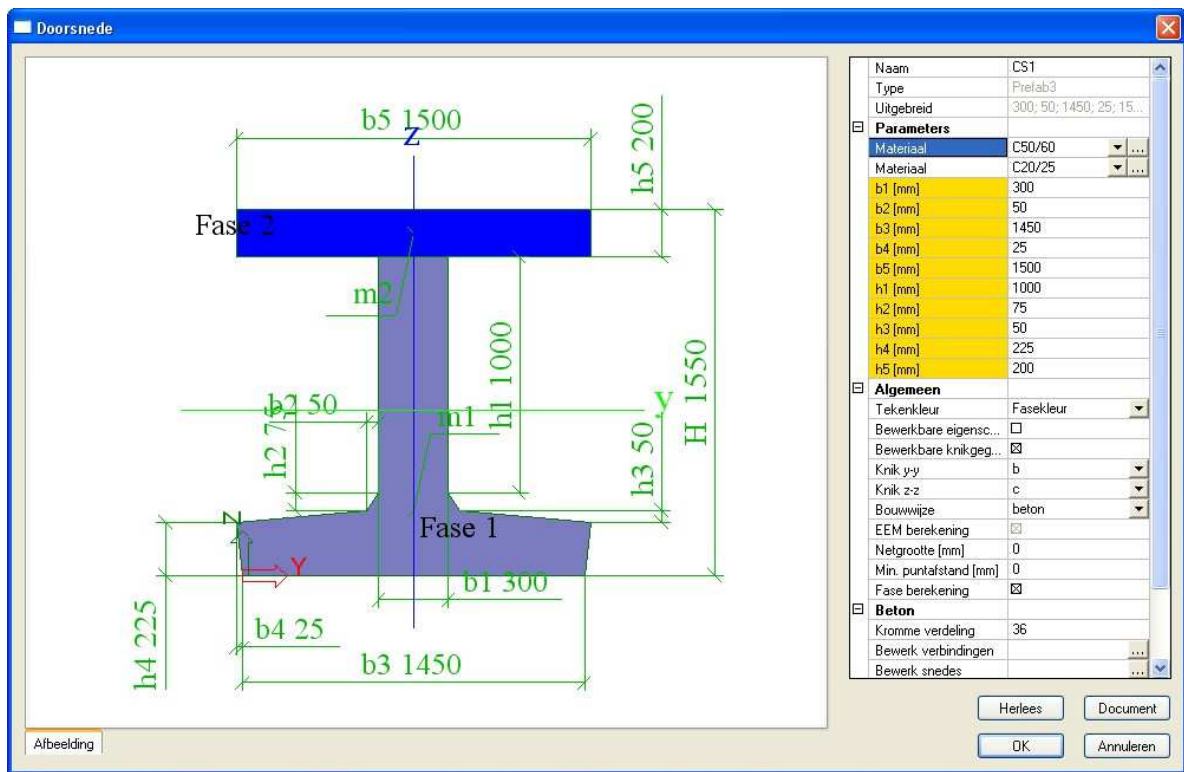 Doorsnede
b5 1500
Z
h5 200
Fase 2
m2
h1 1000
H 1550
b2 50
y
m1
h2 75
h3 50
Fase 1
Z
Y
b1 300
h4 225
b4 25
b3 1450
Afbeelding
Naam CS1
Type Prefab3
Uitgebreid 300; 50; 1450; 25; 15...
Parameters
Materiaal C50/60 ...
Materiaal C20/25 ...
b1 [mm] 300
b2 [mm] 50
b3 [mm] 1450
b4 [mm] 25
b5 [mm] 1500
h1 [mm] 1000
h2 [mm] 75
h3 [mm] 50
h4 [mm] 225
h5 [mm] 200
Algemeen
Tekenkleur Fasekleur
Bewerkbare eigensc...
Bewerkbare knikgeg...
Knik y-y b
Knik z-z c
Bouwwijze beton
EEM berekening
Netgrootte [mm] 0
Min. puntafstand [mm] 0
Fase berekening
Beton
Kromme verdeling 36
Bewerk verbindingen ...
Bewerk snedes ...
Herlees Document
OK Annuleren